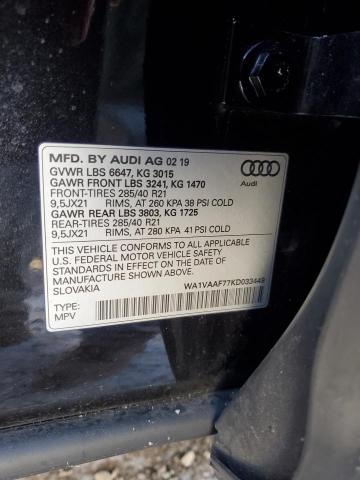 MFD. BY AUDI AG 02 19
GVWR LBS 6647, KG 3015
GAWR FRONT LBS 3241, KG 1470
FRONT-TIRES 285/40 R21
9,5JX21 RIMS, AT 260 KPA 38 PSI COLD
GAWR REAR LBS 3803, KG 1725
REAR-TIRES 285/40 R21
9,5JX21 RIMS, AT 280 KPA 41 PSI COLD
THIS VEHICLE CONFORMS TO ALL APPLICABLE
U.S. FEDERAL MOTOR VEHICLE SAFETY
STANDARDS IN EFFECT ON THE DATE OF
MANUFACTURE SHOWN ABOVE.
SLOVAKIA
WA1VAAF77KD033449
TYPE:
MPV
Audi